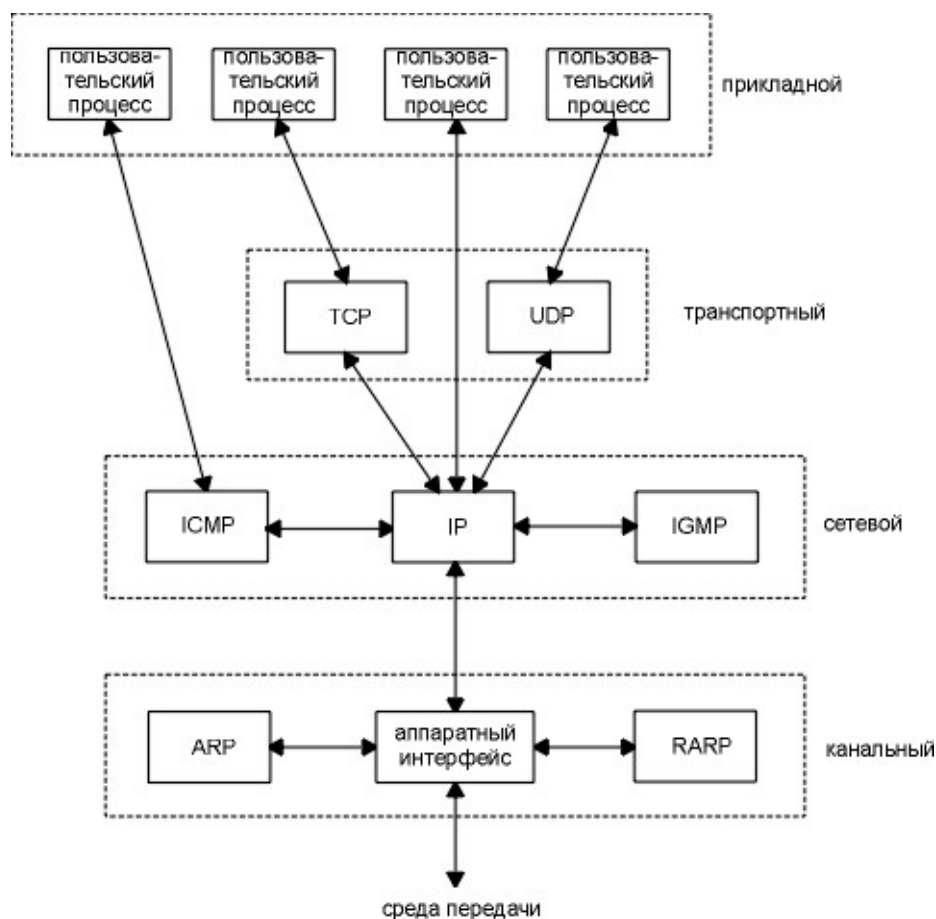 пользова-
тельский
процесс
пользова-
тельский
процесс
пользова-
тельский
процесс
пользова-
тельский
процесс
прикладной
TCP
UDP
транспортный
ICMP
IP
IGMP
сетевой
ARP
аппаратный
интерфейс
RARP
канальный
среда передачи